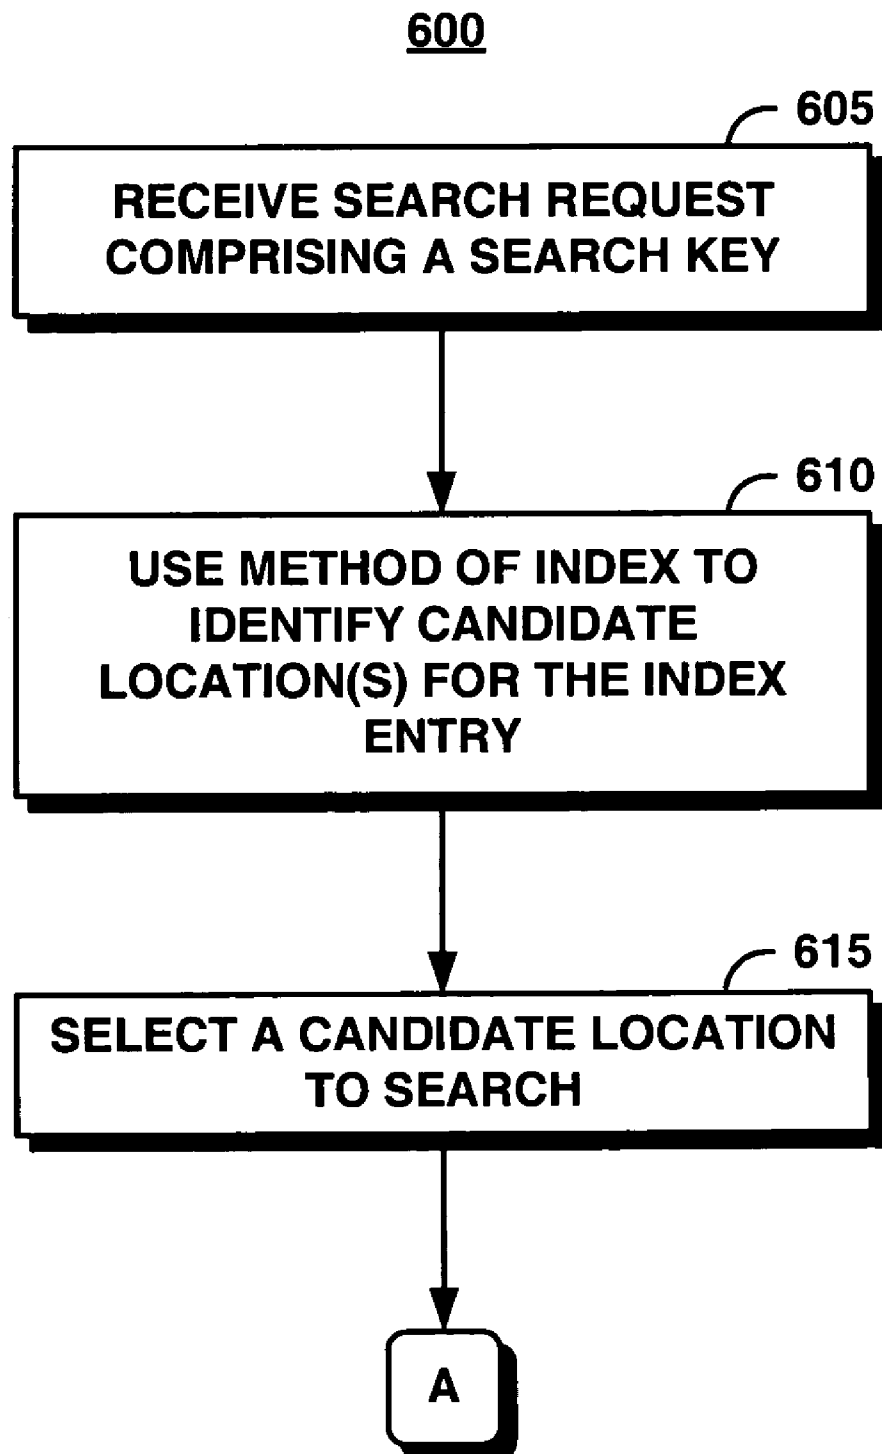 600
605
RECEIVE SEARCH REQUEST
COMPRISING A SEARCH KEY
610
USE METHOD OF INDEX TO
IDENTIFY CANDIDATE
LOCATION(S) FOR THE INDEX
ENTRY
615
SELECT A CANDIDATE LOCATION
TO SEARCH
A